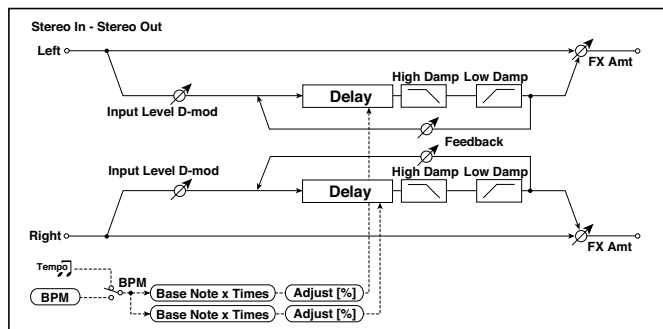 Stereo In - Stereo Out
Left
FX Amt
High Damp Low Damp
Delay
Input Level D-mod
Feedback
Input Level D-mod
High Damp Low Damp
Delay
Right
FX Amt
Tempo
BPM
BPM
Base Note x Times Adjust [%]
Base Note x Times Adjust [%]